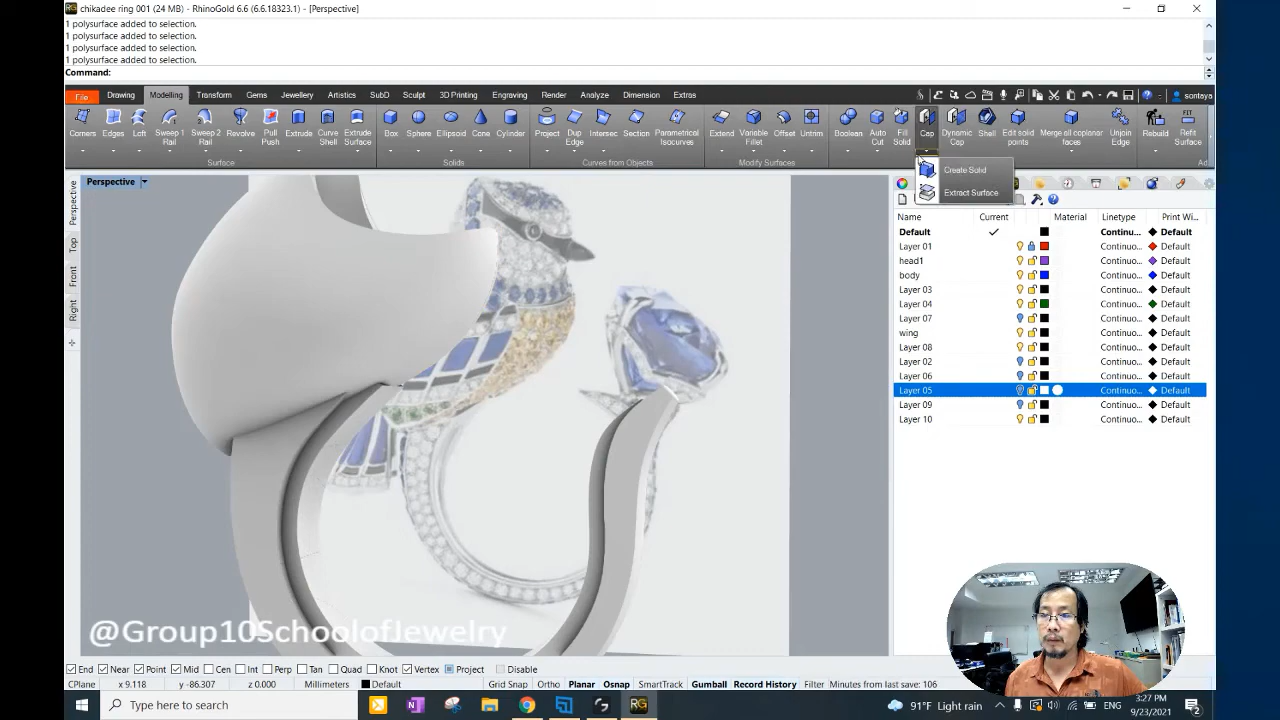 chikadee ring 001 (24 MB) - RhinoGold 6.6 (6.6.18323.1) - [Perspective]
1 polysurface added to selection.
1 polysurface added to selection.
1 polysurface added to selection.
1 polysurface added to selection.
Command:
File Drawing Modelling Transform Gems Jewellery Artistics SubD Sculpt 3D Printing Engraving Render Analyze Dimension Extras sontaya
Corners Edges Loft Sweep 1 Rail Sweep 2 Rail Revolve Pull Push Extrude Curve Shell Extrude Surface Box Sphere Ellipsoid Cone Cylinder Project Dup Edge Intersec Section Parametrical Isocurves Extend Variable Fillet Offset Untrim Boolean Auto Cut Fill Solid Cap Dynamic Cap Shell Edit solid points Merge all coplanar faces Unjoin Edge Rebuild Refit Surface
Surface Solids Curves from Objects Modify Surfaces Ad
Create Solid
Extract Surface
Perspective
Perspective
Top
Front
Right
Name Current Material Linetype Print Wi...
Default Continu... Default
Layer 01 Continuo... Default
head1 Continuo... Default
body Continuo... Default
Layer 03 Continuo... Default
Layer 04 Continuo... Default
Layer 07 Continuo... Default
wing Continuo... Default
Layer 08 Continuo... Default
Layer 02 Continuo... Default
Layer 06 Continuo... Default
Layer 05 Continuo... Default
Layer 09 Continuo... Default
Layer 10 Continuo... Default
@Group10SchoolofJewelry
End Near Point Mid Cen Int Perp Tan Quad Knot Vertex Project Disable
CPlane x 9.118 y -86.307 z 0.000 Millimeters Default Grid Snap Ortho Planar Osnap SmartTrack Gumball Record History Filter Minutes from last save: 106
Type here to search 91°F Light rain ENG 3:27 PM
9/23/2021 2